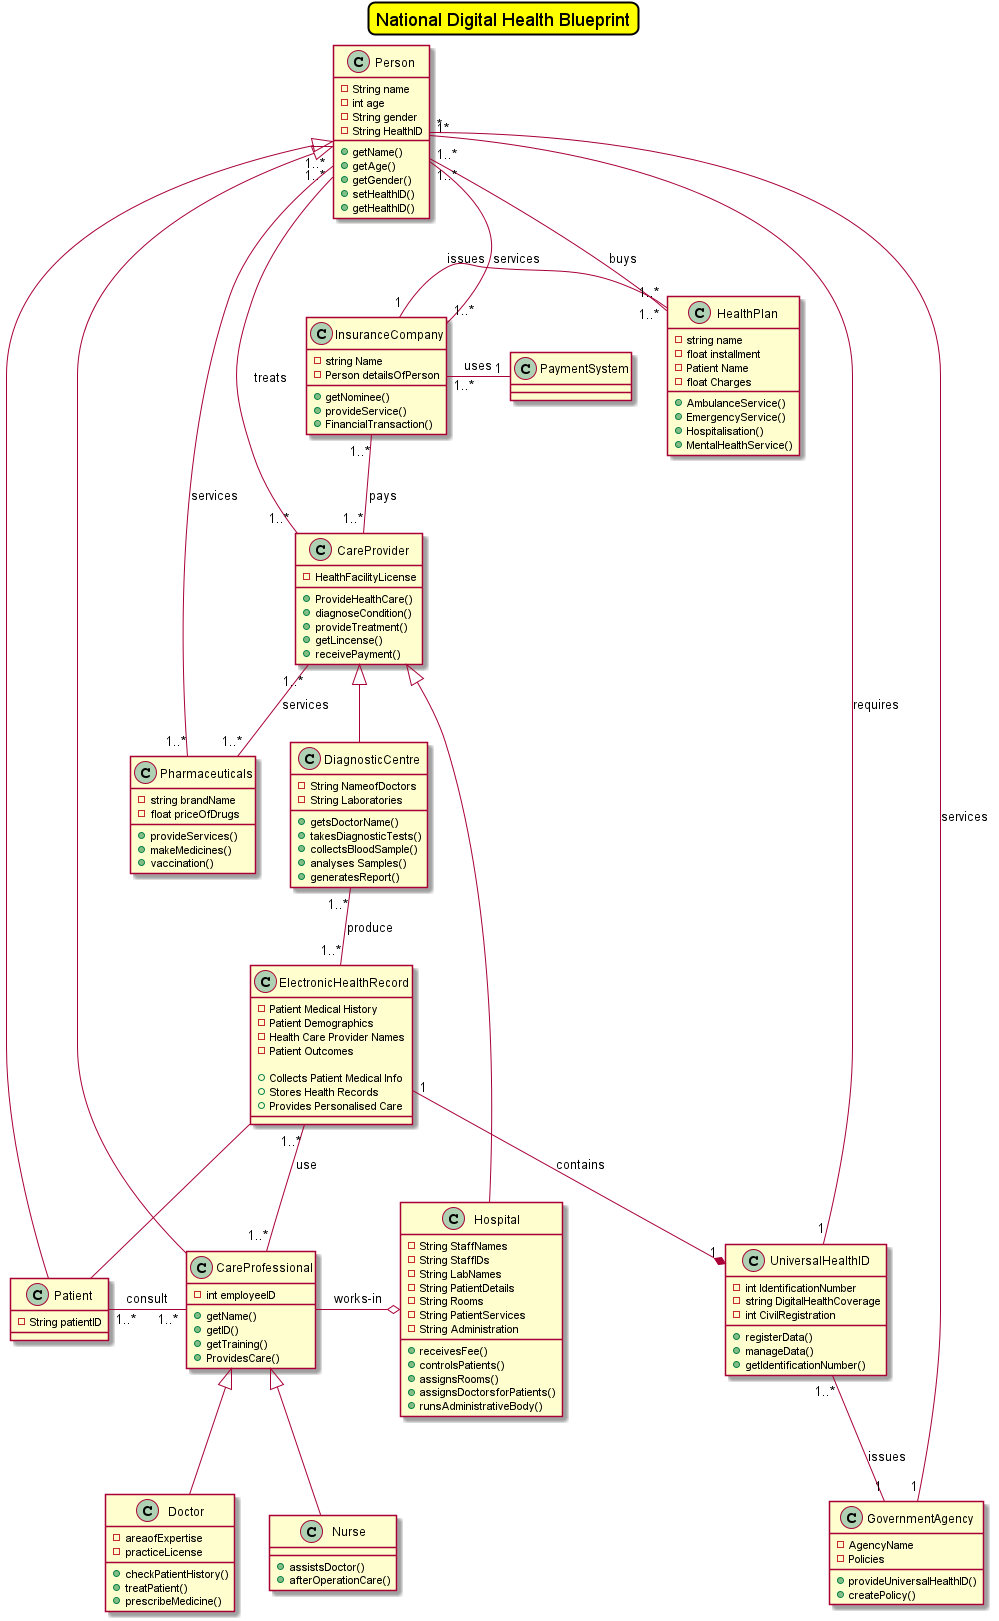 National Digital Health Blueprint
C Person
String name
int age
String gender
String HealthID
getName()
getAge()
getGender()
setHealthID()
getHealthID()
1..*
1..*
1*
*
1..*
1..*
issues
services
buys
1
1..*
1..*
1..*
C InsuranceCompany
string Name
Person detailsOfPerson
getNominee()
provideService()
FinancialTransaction()
uses
1
1..*
C PaymentSystem
C HealthPlan
string name
float installment
Patient Name
float Charges
AmbulanceService()
EmergencyService()
Hospitalisation()
MentalHealthService()
treats
1..*
services
pays
1..*
1..*
C CareProvider
HealthFacilityLicense
ProvideHealthCare()
diagnoseCondition()
provideTreatment()
getLincense()
receivePayment()
1..*
services
requires
1..*
1..*
C Pharmaceuticals
string brandName
float priceOfDrugs
provideServices()
makeMedicines()
vaccination()
C DiagnosticCentre
String NameofDoctors
String Laboratories
getsDoctorName()
takesDiagnosticTests()
collectsBloodSample()
analyses Samples()
generatesReport()
services
1..*
produce
1..*
C ElectronicHealthRecord
Patient Medical History
Patient Demographics
Health Care Provider Names
Patient Outcomes
Collects Patient Medical Info
Stores Health Records
Provides Personalised Care
1
1..*
use
contains
1..*
1
1
C Patient
String patientID
consult
1..*
1..*
C CareProfessional
int employeeID
getName()
getID()
getTraining()
ProvidesCare()
works-in
C Hospital
String StaffNames
String StaffIDs
String LabNames
String PatientDetails
String Rooms
String PatientServices
String Administration
receivesFee()
controlsPatients()
assignsRooms()
assignsDoctorsforPatients()
runsAdministrativeBody()
C UniversalHealthID
int IdentificationNumber
string DigitalHealthCoverage
int CivilRegistration
registerData()
manageData()
getIdentificationNumber()
1..*
issues
1
1
C Doctor
areaofExpertise
practiceLicense
checkPatientHistory()
treatPatient()
prescribeMedicine()
C Nurse
assistsDoctor()
afterOperationCare()
C GovernmentAgency
AgencyName
Policies
provideUniversalHealthID()
createPolicy()